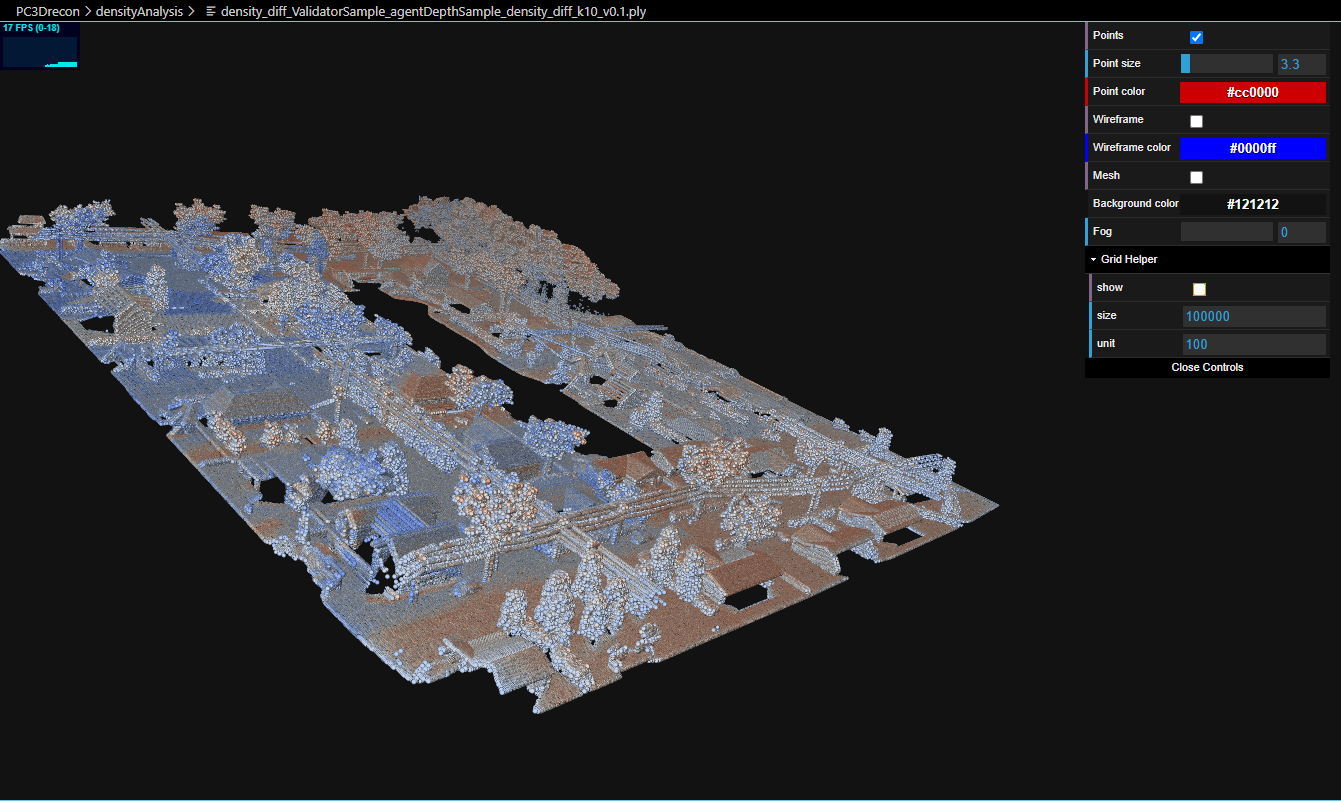 PC3Drecon > densityAnalysis > density_diff_ValidatorSample_agentDepthSample_density_diff_k10_v0.1.ply
17 FPS (0-18)
Points
Point size 3.3
Point color #cc0000
Wireframe
Wireframe color #0000ff
Mesh
Background color #121212
Fog 0
Grid Helper
show
size 100000
unit 100
Close Controls